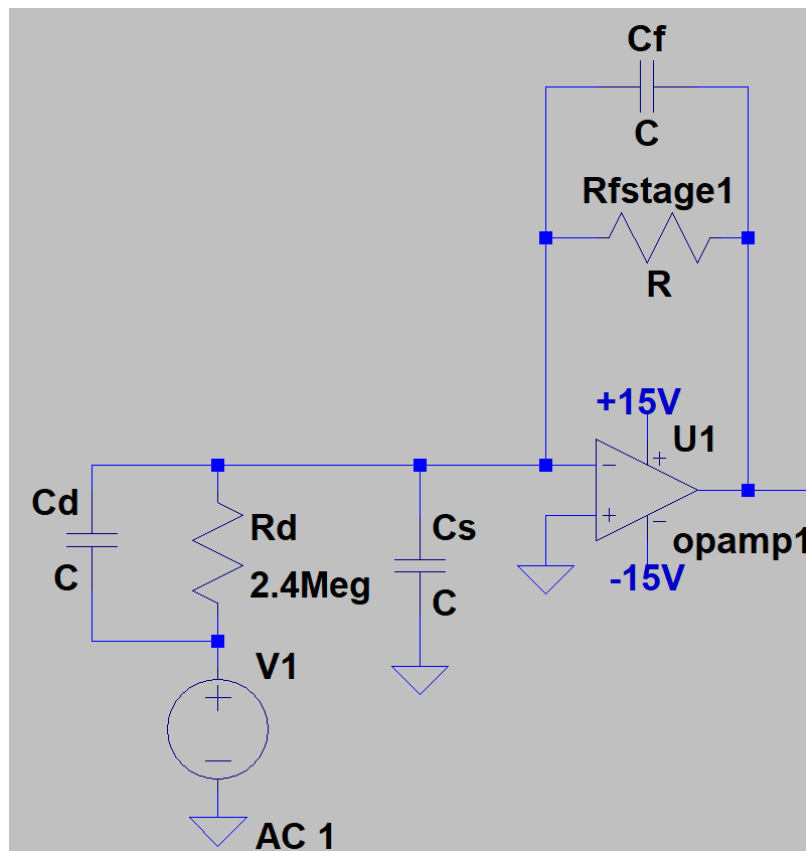 Cf
C
Rfstage1
R
+15V
U1
+
−
+
−
opamp1
-15V
Cd
C
Rd
2.4Meg
Cs
C
V1
+
−
AC 1